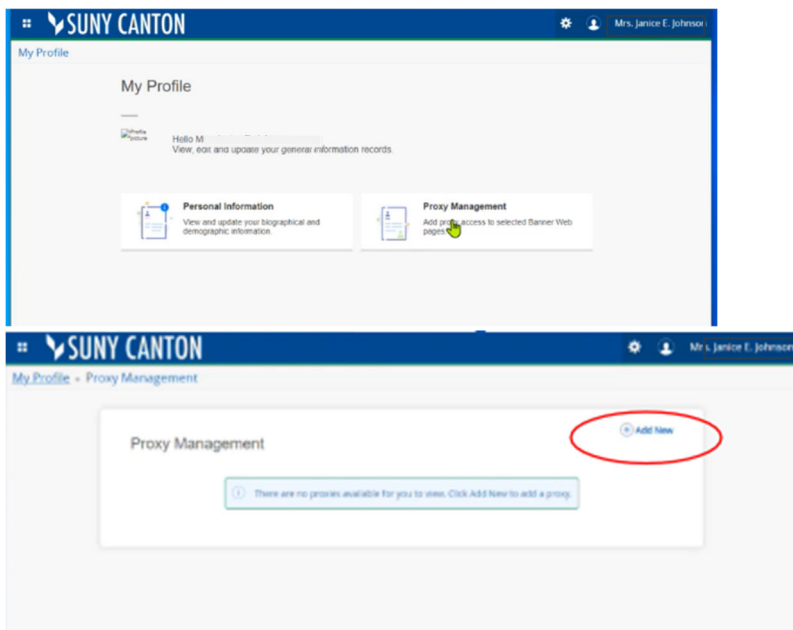 SUNY CANTON
Mrs. Janice E. Johnson
My Profile
My Profile
Profile picture
Hello M
View, edit and update your general information records.
Personal Information
View and update your biographical and demographic information
Proxy Management
Add proxy access to selected Banner Web pages.
SUNY CANTON
Mrs. Janice E. Johnson
My Profile • Proxy Management
Proxy Management
Add New
There are no proxies available for you to view. Click Add New to add a proxy.